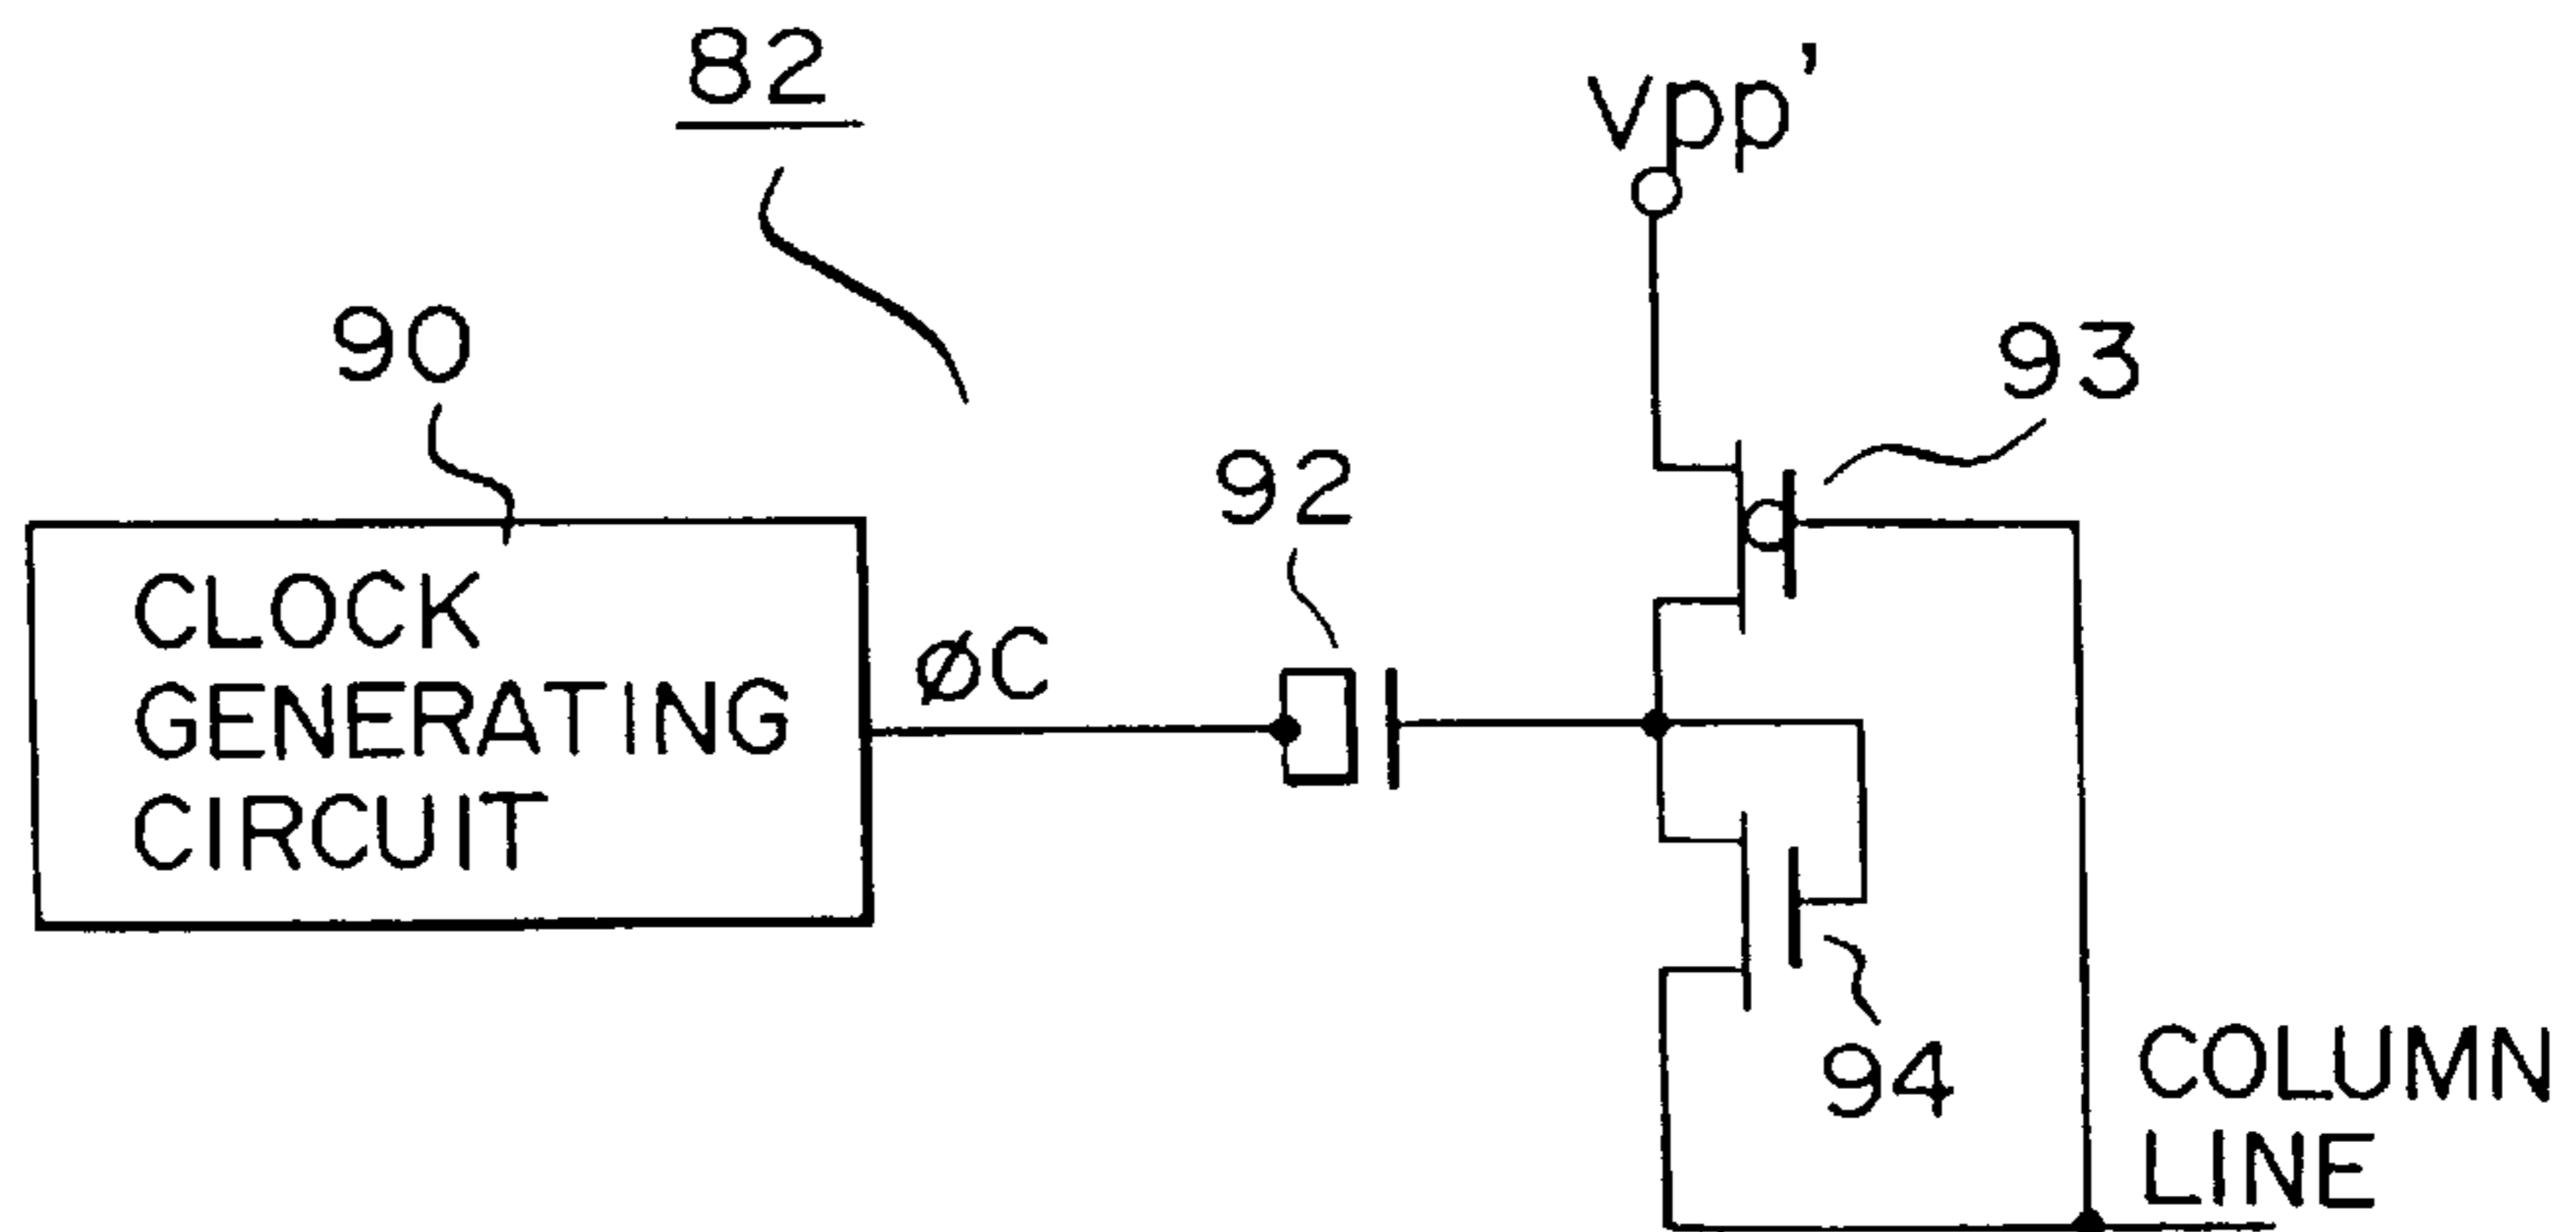 82
Vpp'
90
93
92
CLOCK
GENERATING
CIRCUIT
øC
94
COLUMN
LINE